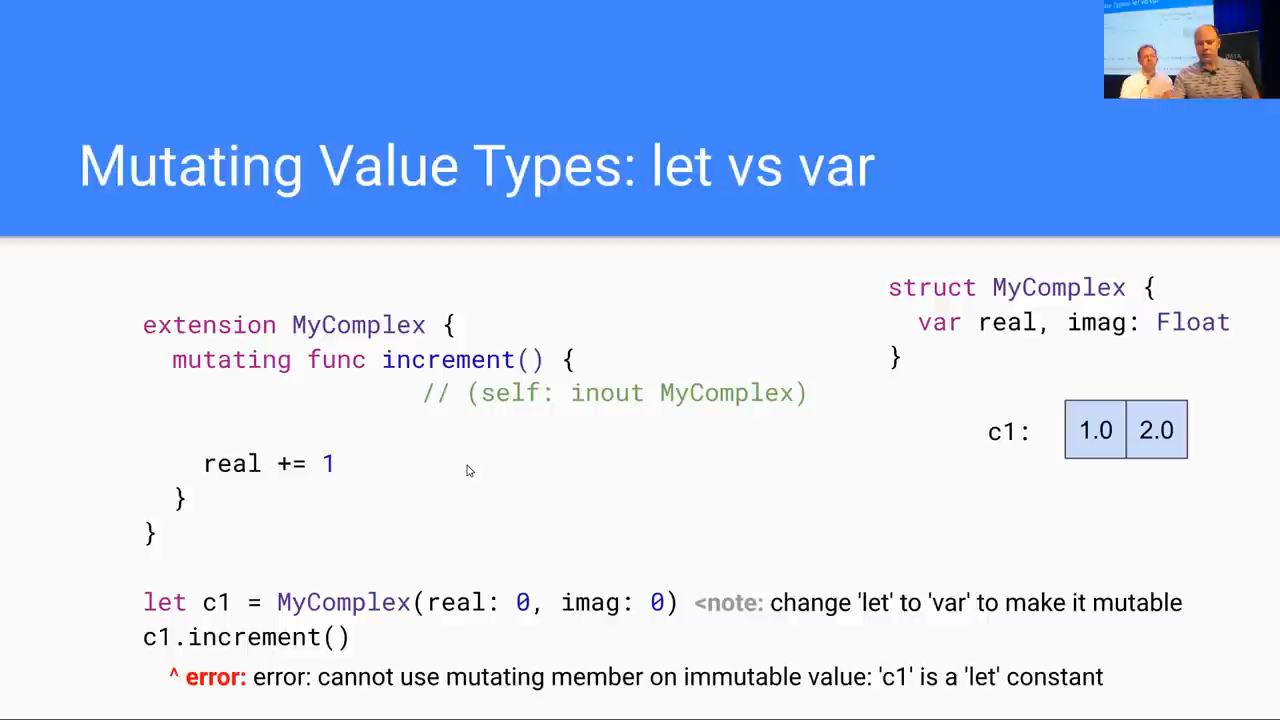 Mutating Value Types: let vs var
extension MyComplex {
mutating func increment() {
// (self: inout MyComplex)
real += 1
}
}
struct MyComplex {
var real, imag: Float
}
c1: 1.0 2.0
let c1 = MyComplex(real: 0, imag: 0) <note: change 'let' to 'var' to make it mutable
c1.increment()
^ error: error: cannot use mutating member on immutable value: 'c1' is a 'let' constant